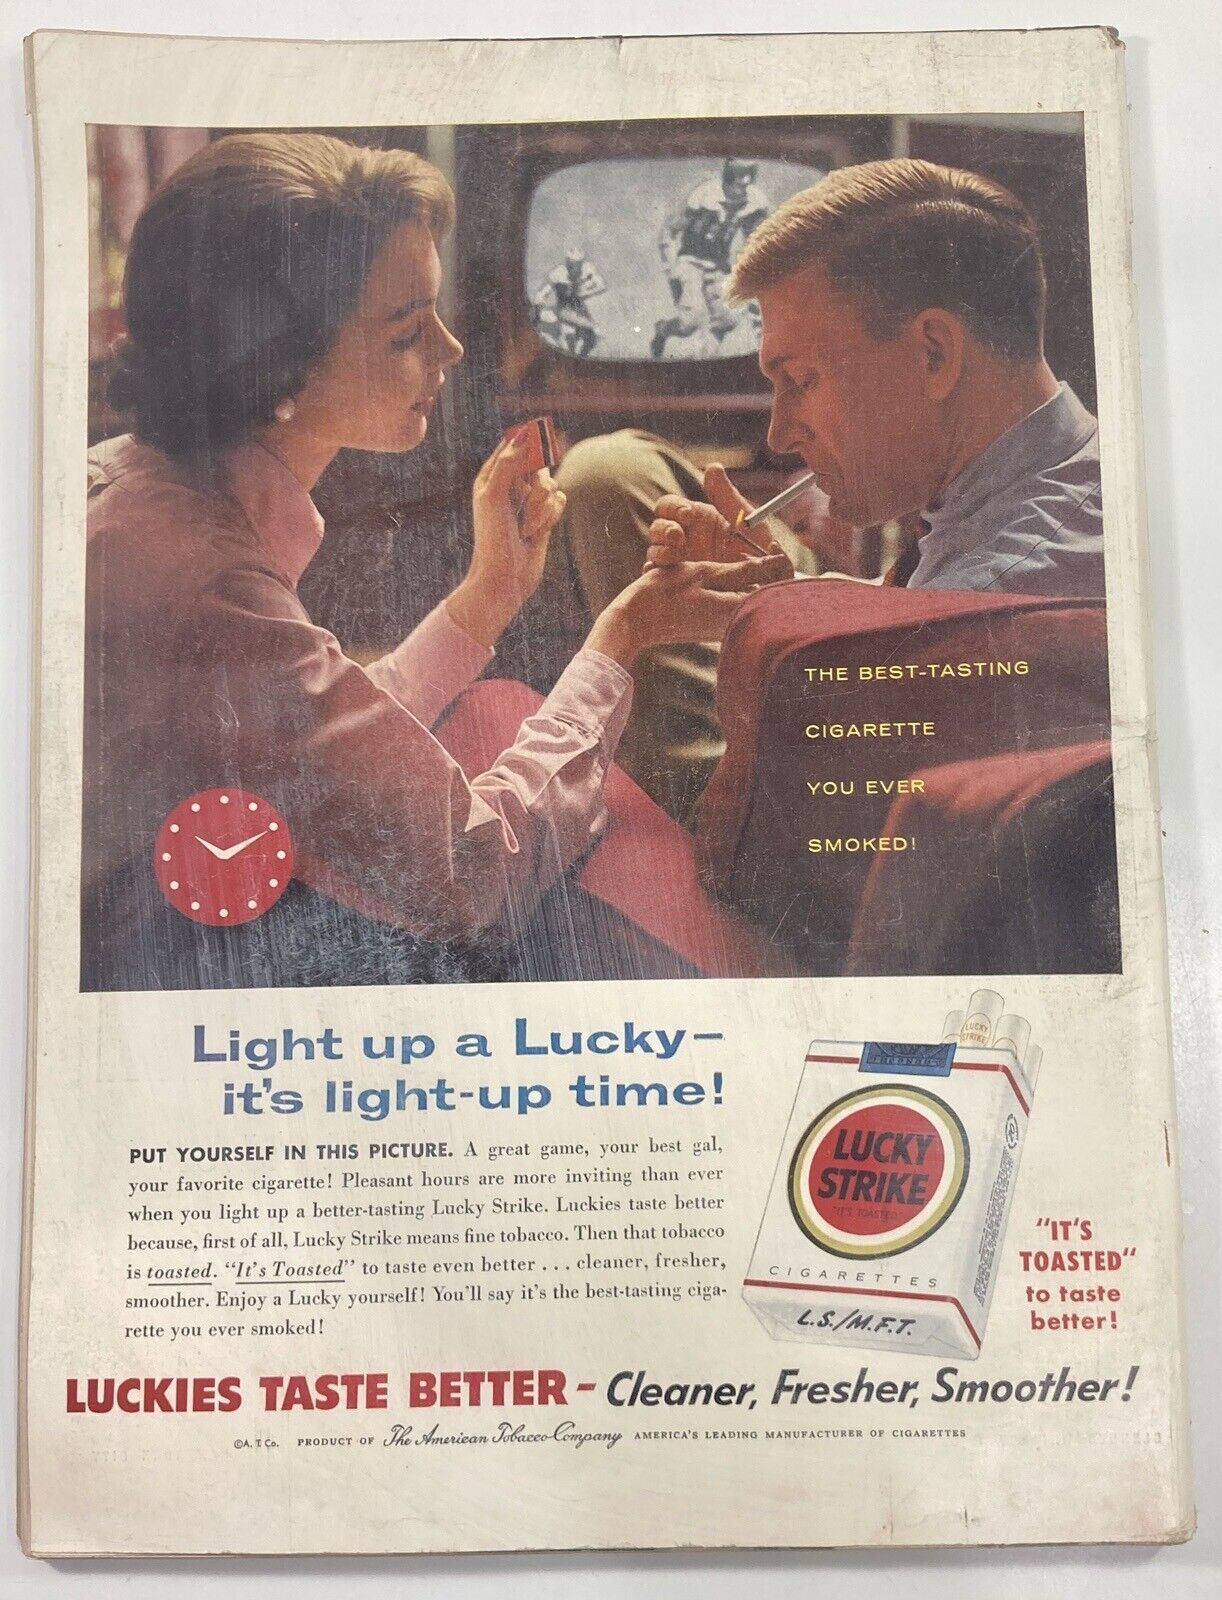 THE BEST-TASTING
CIGARETTE
YOU EVER
SMOKED!
Light up a Lucky–
it's light-up time!
PUT YOURSELF IN THIS PICTURE. A great game, your best gal,
your favorite cigarette! Pleasant hours are more inviting than ever
when you light up a better-tasting Lucky Strike. Luckies taste better
because, first of all, Lucky Strike means fine tobacco. Then that tobacco
is toasted. "It's Toasted" to taste even better . . . cleaner, fresher,
smoother. Enjoy a Lucky yourself! You'll say it's the best-tasting ciga-
rette you ever smoked!
LUCKY
STRIKE
LUCKY
STRIKE
"IT'S TOASTED"
CIGARETTES
L.S./M.F.T.
"IT'S
TOASTED"
to taste
better!
LUCKIES TASTE BETTER – Cleaner, Fresher, Smoother!
©A. T. Co. PRODUCT OF The American Tobacco Company AMERICA'S LEADING MANUFACTURER OF CIGARETTES